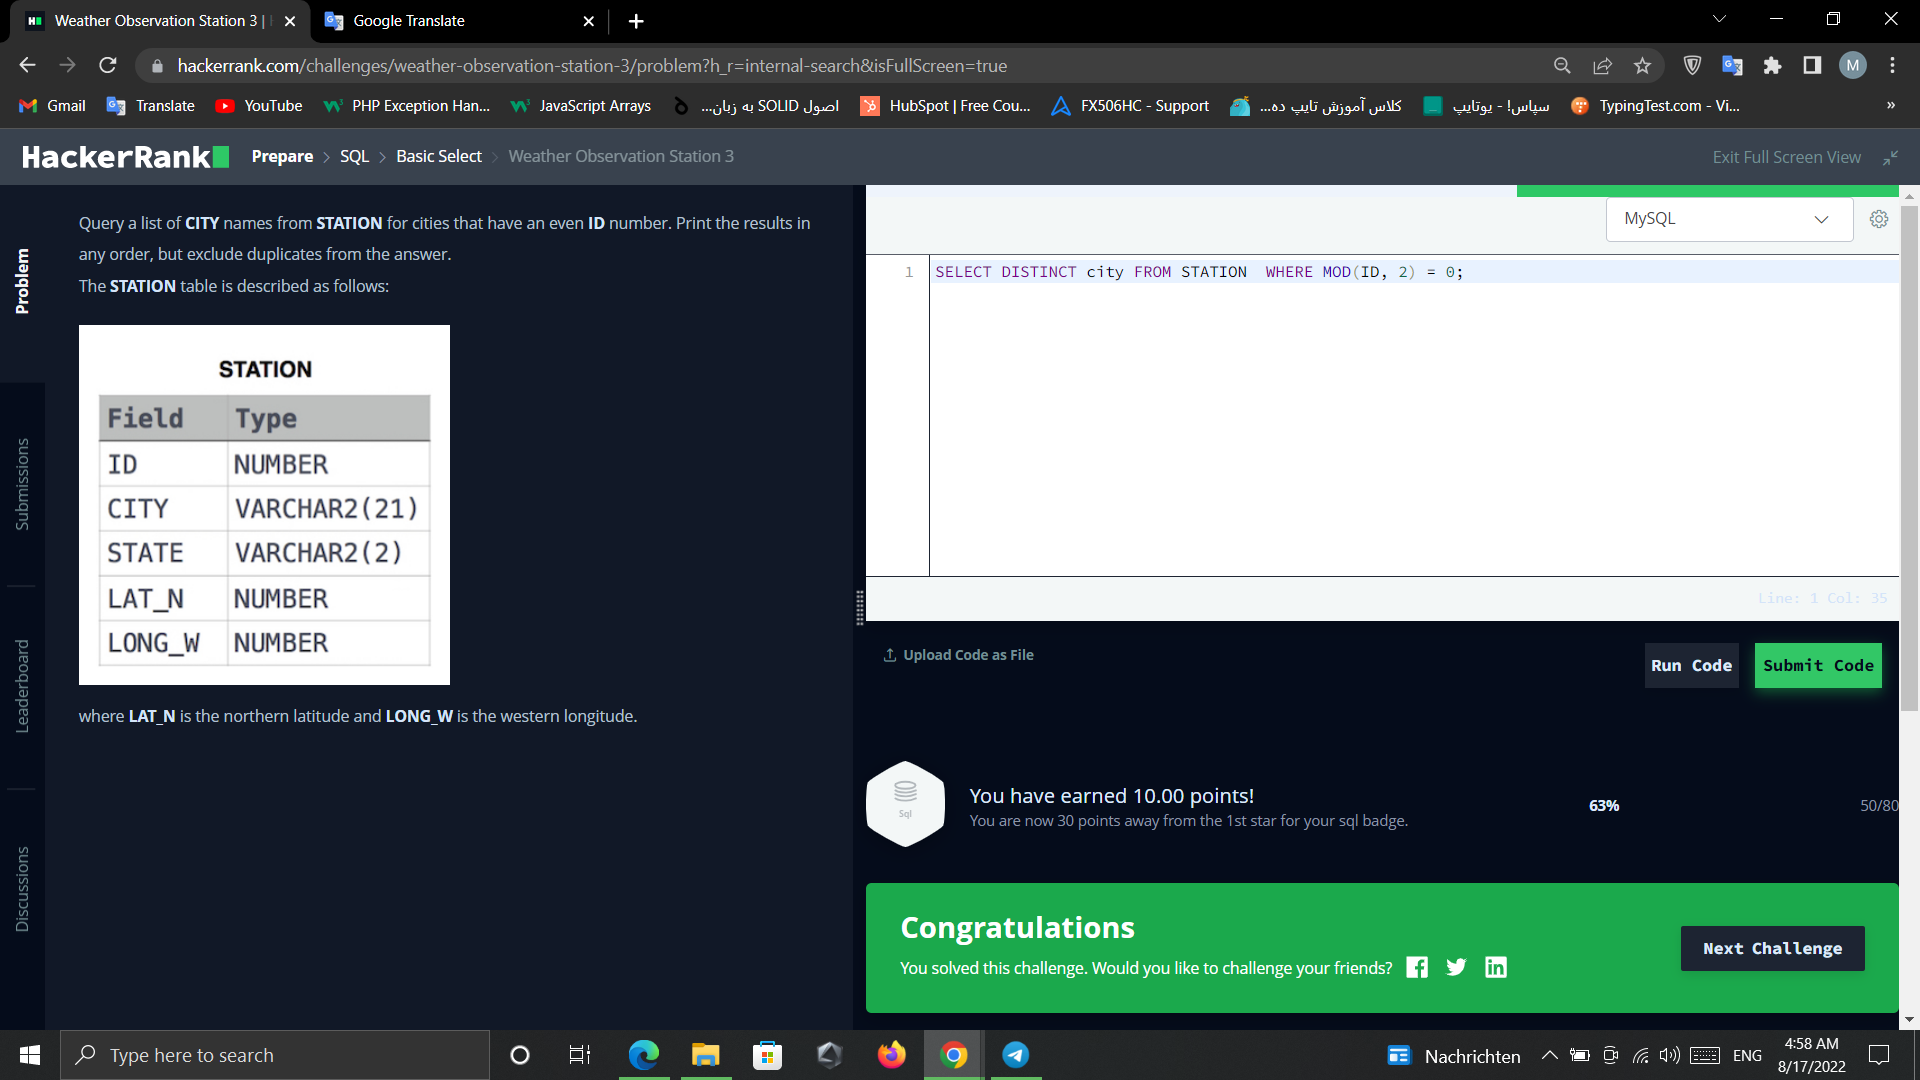 Weather Observation Station 3 |
Google Translate
hackerrank.com/challenges/weather-observation-station-3/problem?h_r=internal-search&isFullScreen=true
M
Gmail
Translate
YouTube
PHP Exception Han...
JavaScript Arrays
اصول SOLID به زبان...
HubSpot | Free Cou...
FX506HC - Support
کلاس آموزش تایپ ده...
سپاس! - یوتایپ
TypingTest.com - Vi...
»
HackerRank
Prepare > SQL > Basic Select > Weather Observation Station 3
Exit Full Screen View
Problem
Submissions
Leaderboard
Discussions
Query a list of CITY names from STATION for cities that have an even ID number. Print the results in
any order, but exclude duplicates from the answer.
The STATION table is described as follows:
STATION
Field Type
ID NUMBER
CITY VARCHAR2(21)
STATE VARCHAR2(2)
LAT_N NUMBER
LONG_W NUMBER
where LAT_N is the northern latitude and LONG_W is the western longitude.
MySQL
1 SELECT DISTINCT city FROM STATION  WHERE MOD(ID, 2) = 0;
Line: 1 Col: 35
Upload Code as File
Run Code
Submit Code
Sql
You have earned 10.00 points!
You are now 30 points away from the 1st star for your sql badge.
63%
50/80
Congratulations
You solved this challenge. Would you like to challenge your friends?
Next Challenge
Type here to search
Nachrichten
ENG
4:58 AM
8/17/2022